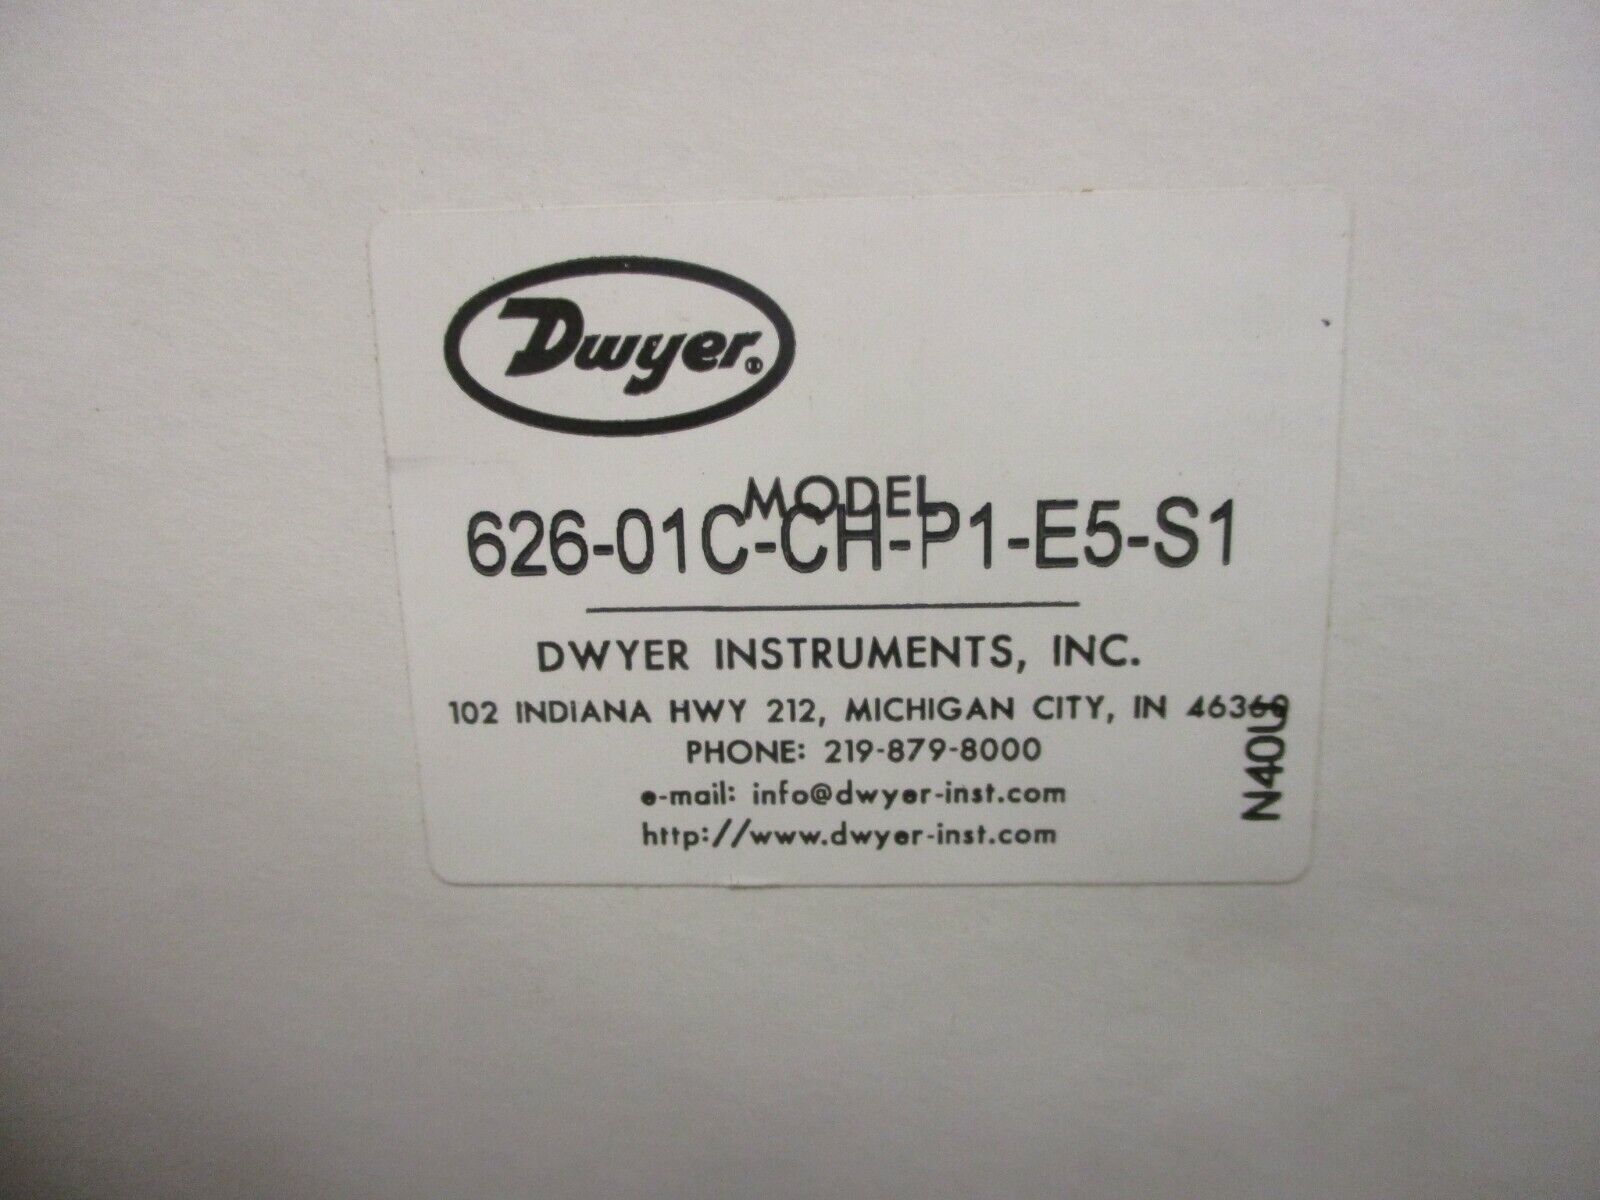 Dwyer®
MODEL
626-01C-CH-P1-E5-S1
DWYER INSTRUMENTS, INC.
102 INDIANA HWY 212, MICHIGAN CITY, IN 46360
PHONE: 219-879-8000
e-mail: info@dwyer-inst.com
http://www.dwyer-inst.com